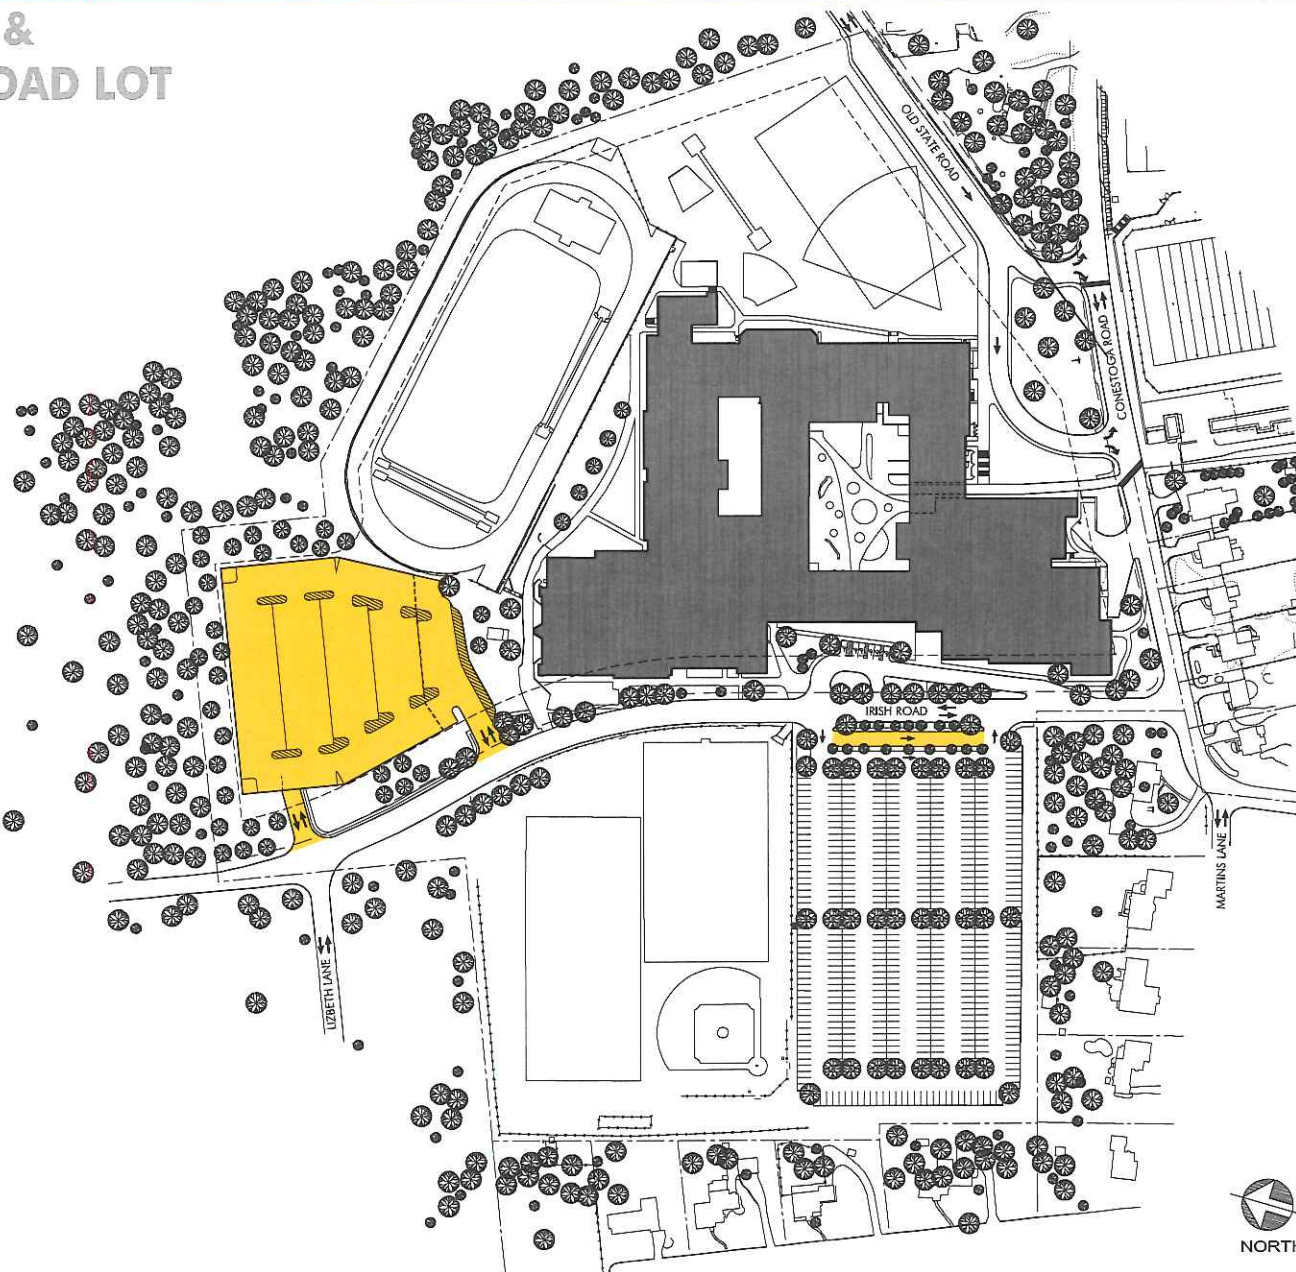 &
OAD LOT
OLD STATE ROAD
CONESTOGA ROAD
IRISH ROAD
MARTINS LANE
LIZBETH LANE
NORTH